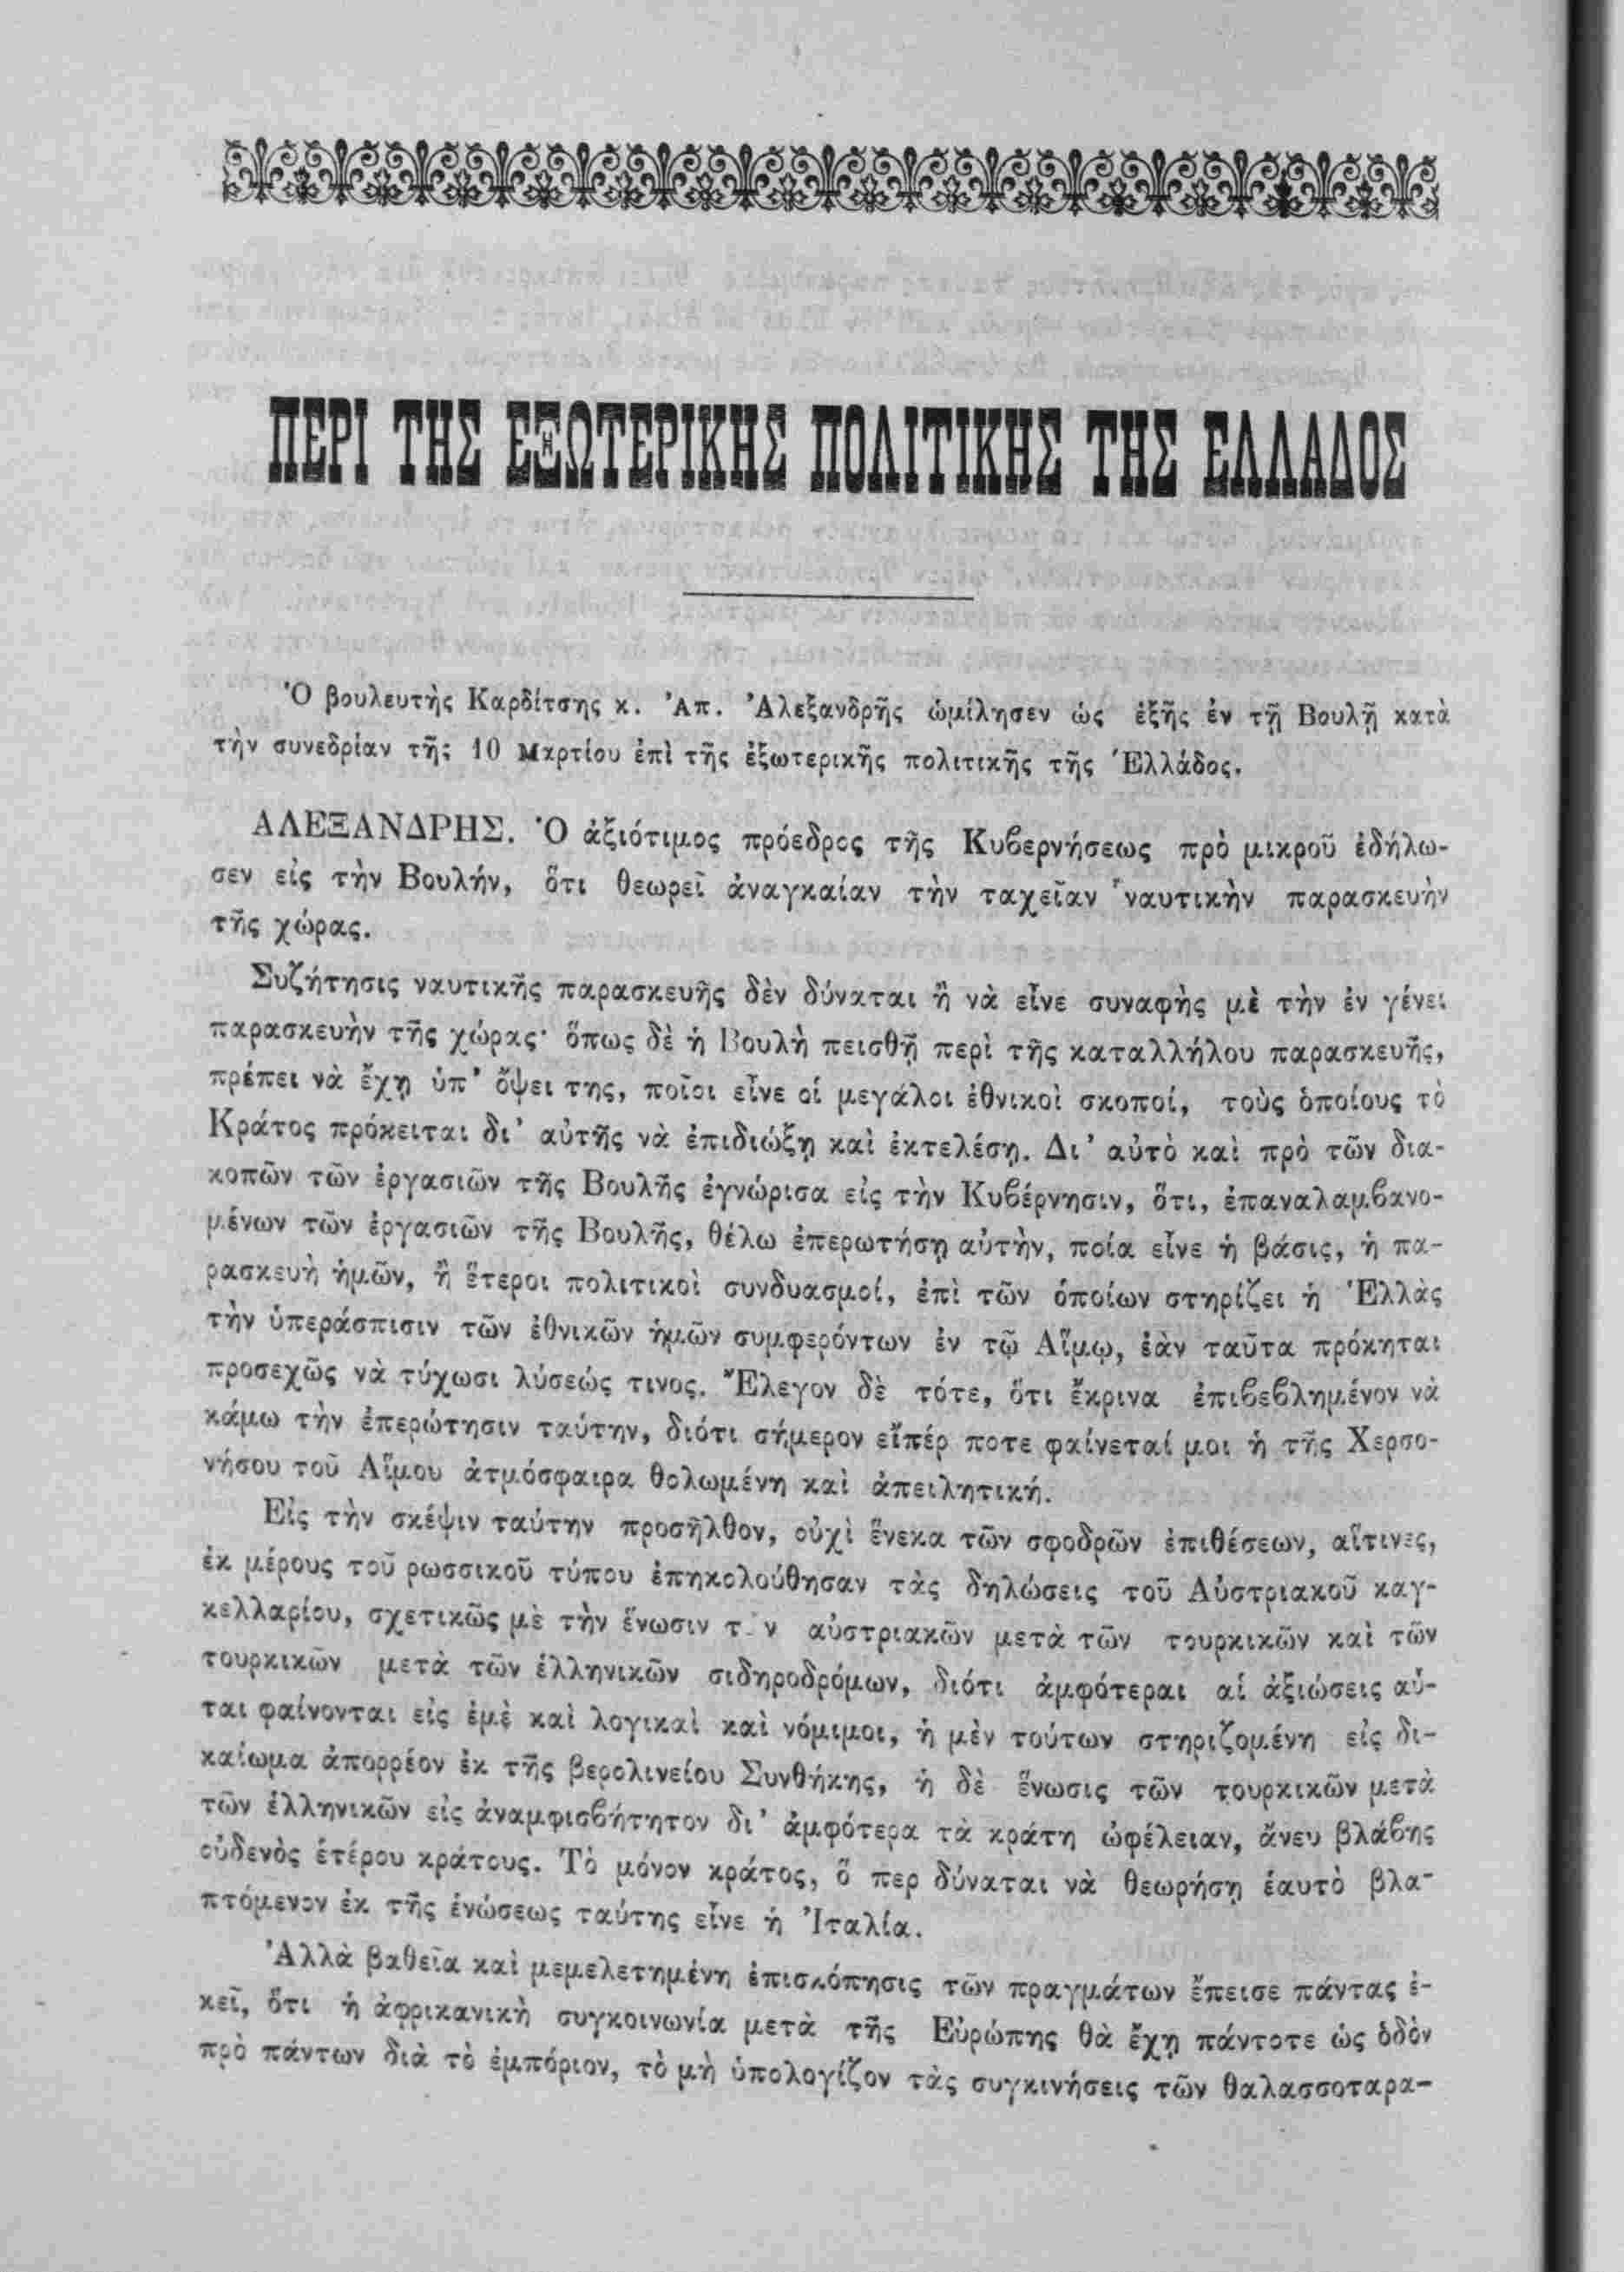 ΠΕΡΙ ΤΗΣ ΕΞΩΤΕΡΙΚΗΣ ΠΟΛΙΤΙΚΗΣ ΤΗΣ ΕΛΛΑΔΟΣ
Ὁ βουλευτὴς Καρδίτσης κ. Ἀπ. Ἀλεξανδρῆς ὡμίλησεν ὡς ἑξῆς ἐν τῇ Βουλῇ κατὰ
τὴν συνεδρίαν τῆς 10 Μαρτίου ἐπὶ τῆς ἐξωτερικῆς πολιτικῆς τῆς Ἑλλάδος.
ΑΛΕΞΑΝΔΡΗΣ. Ὁ ἀξιότιμος πρόεδρος τῆς Κυβερνήσεως πρὸ μικροῦ ἐδήλω-
σεν εἰς τὴν Βουλήν, ὅτι θεωρεῖ ἀναγκαίαν τὴν ταχεῖαν ναυτικὴν παρασκευὴν
τῆς χώρας.
Συζήτησις ναυτικῆς παρασκευῆς δὲν δύναται ἢ νὰ εἶνε συναφὴς μὲ τὴν ἐν γένει
παρασκευὴν τῆς χώρας· ὅπως δὲ ἡ Βουλὴ πεισθῇ περὶ τῆς καταλλήλου παρασκευῆς,
πρέπει νὰ ἔχῃ ὑπ' ὄψει της, ποῖοι εἶνε οἱ μεγάλοι ἐθνικοὶ σκοποί, τοὺς ὁποίους τὸ
Κράτος πρόκειται δι' αὐτῆς νὰ ἐπιδιώξῃ καὶ ἐκτελέσῃ. Δι' αὐτὸ καὶ πρὸ τῶν δια-
κοπῶν τῶν ἐργασιῶν τῆς Βουλῆς ἐγνώρισα εἰς τὴν Κυβέρνησιν, ὅτι, ἐπαναλαμβανο-
μένων τῶν ἐργασιῶν τῆς Βουλῆς, θέλω ἐπερωτήσῃ αὐτὴν, ποία εἶνε ἡ βάσις, ἡ πα-
ρασκευὴ ἡμῶν, ἢ ἕτεροι πολιτικοὶ συνδυασμοί, ἐπὶ τῶν ὁποίων στηρίζει ἡ Ἑλλὰς
τὴν ὑπεράσπισιν τῶν ἐθνικῶν ἡμῶν συμφερόντων ἐν τῷ Αἵμῳ, ἐὰν ταῦτα πρόκηται
προσεχῶς νὰ τύχωσι λύσεώς τινος. Ἔλεγον δὲ τότε, ὅτι ἔκρινα ἐπιβεβλημένον νὰ
κάμω τὴν ἐπερώτησιν ταύτην, διότι σήμερον εἴπέρ ποτε φαίνεταί μοι ἡ τῆς Χερσο-
νήσου τοῦ Αἵμου ἀτμόσφαιρα θολωμένη καὶ ἀπειλητική.
Εἰς τὴν σκέψιν ταύτην προσῆλθον, οὐχὶ ἕνεκα τῶν σφοδρῶν ἐπιθέσεων, αἵτινες,
ἐκ μέρους τοῦ ρωσσικοῦ τύπου ἐπηκολούθησαν τὰς δηλώσεις τοῦ Αὐστριακοῦ καγ-
κελλαρίου, σχετικῶς μὲ τὴν ἕνωσιν τ ν αὐστριακῶν μετὰ τῶν τουρκικῶν καὶ τῶν
τουρκικῶν μετὰ τῶν ἑλληνικῶν σιδηροδρόμων, διότι ἀμφότεραι αἱ ἀξιώσεις αὗ-
ται φαίνονται εἰς ἐμὲ καὶ λογικαὶ καὶ νόμιμοι, ἡ μὲν τούτων στηριζομένη εἰς δι-
καίωμα ἀπορρέον ἐκ τῆς βερολινείου Συνθήκης, ἡ δὲ ἕνωσις τῶν τουρκικῶν μετὰ
τῶν ἑλληνικῶν εἰς ἀναμφισβήτητον δι' ἀμφότερα τὰ κράτη ὠφέλειαν, ἄνευ βλάβης
οὐδενὸς ἑτέρου κράτους. Τὸ μόνον κράτος, ὅ περ δύναται νὰ θεωρήσῃ ἑαυτὸ βλα-
πτόμενον ἐκ τῆς ἑνώσεως ταύτης εἶνε ἡ Ἰταλία.
Ἀλλὰ βαθεῖα καὶ μεμελετημένη ἐπισκόπησις τῶν πραγμάτων ἔπεισε πάντας ἐ-
κεῖ, ὅτι ἡ ἀφρικανικὴ συγκοινωνία μετὰ τῆς Εὐρώπης θὰ ἔχῃ πάντοτε ὡς ὁδὸν
πρὸ πάντων διὰ τὸ ἐμπόριον, τὸ μὴ ὑπολογίζον τὰς συγκινήσεις τῶν θαλασσοταρα-